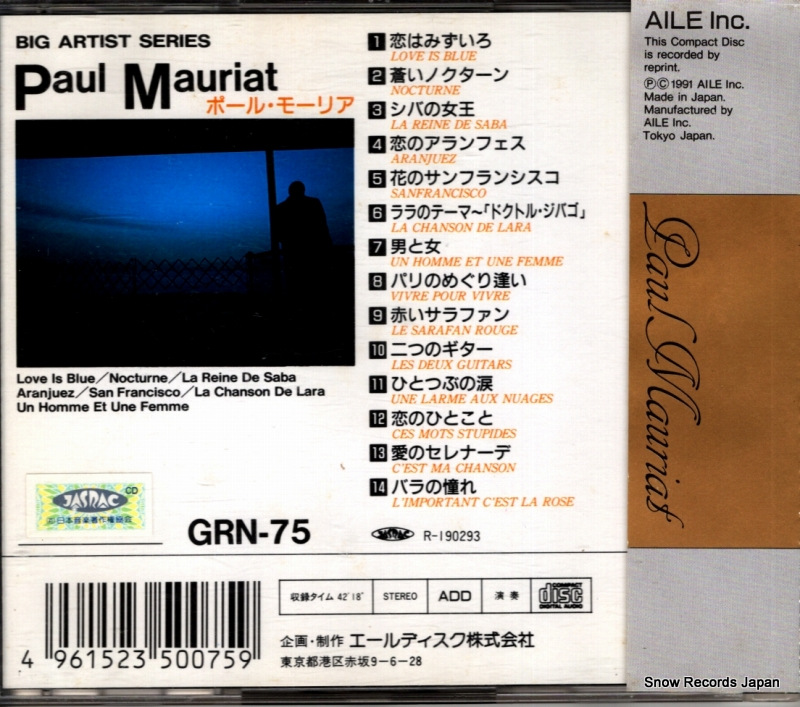 BIG ARTIST SERIES
Paul Mauriat
ポール・モーリア
Love Is Blue/Nocturne/La Reine De Saba
Aranjuez/San Francisco/La Chanson De Lara
Un Homme Et Une Femme
1 恋はみずいろ
LOVE IS BLUE
2 蒼いノクターン
NOCTURNE
3 シバの女王
LA REINE DE SABA
4 恋のアランフェス
ARANJUEZ
5 花のサンフランシスコ
SANFRANCISCO
6 ララのテーマ~「ドクトル・ジバゴ」
LA CHANSON DE LARA
7 男と女
UN HOMME ET UNE FEMME
8 パリのめぐり逢い
VIVRE POUR VIVRE
9 赤いサラファン
LE SARAFAN ROUGE
10 二つのギター
LES DEUX GUITARS
11 ひとつぶの涙
UNE LARME AUX NUAGES
12 恋のひとこと
CES MOTS STUPIDES
13 愛のセレナーデ
C'EST MA CHANSON
14 バラの憧れ
L'IMPORTANT C'EST LA ROSE
JASRAC
CD
日本音楽著作権協会
GRN-75
JASRAC R-190293
4 961523 500759
収録タイム 42'18"
STEREO
ADD
演奏
COMPACT
disc
DIGITAL AUDIO
企画・制作 エールディスク株式会社
東京都港区赤坂9-6-28
AILE Inc.
This Compact Disc
is recorded by
reprint.
ⓅⒸ1991 AILE Inc.
Made in Japan.
Manufactured by
AILE Inc.
Tokyo Japan.
Paul Mauriat
Snow Records Japan